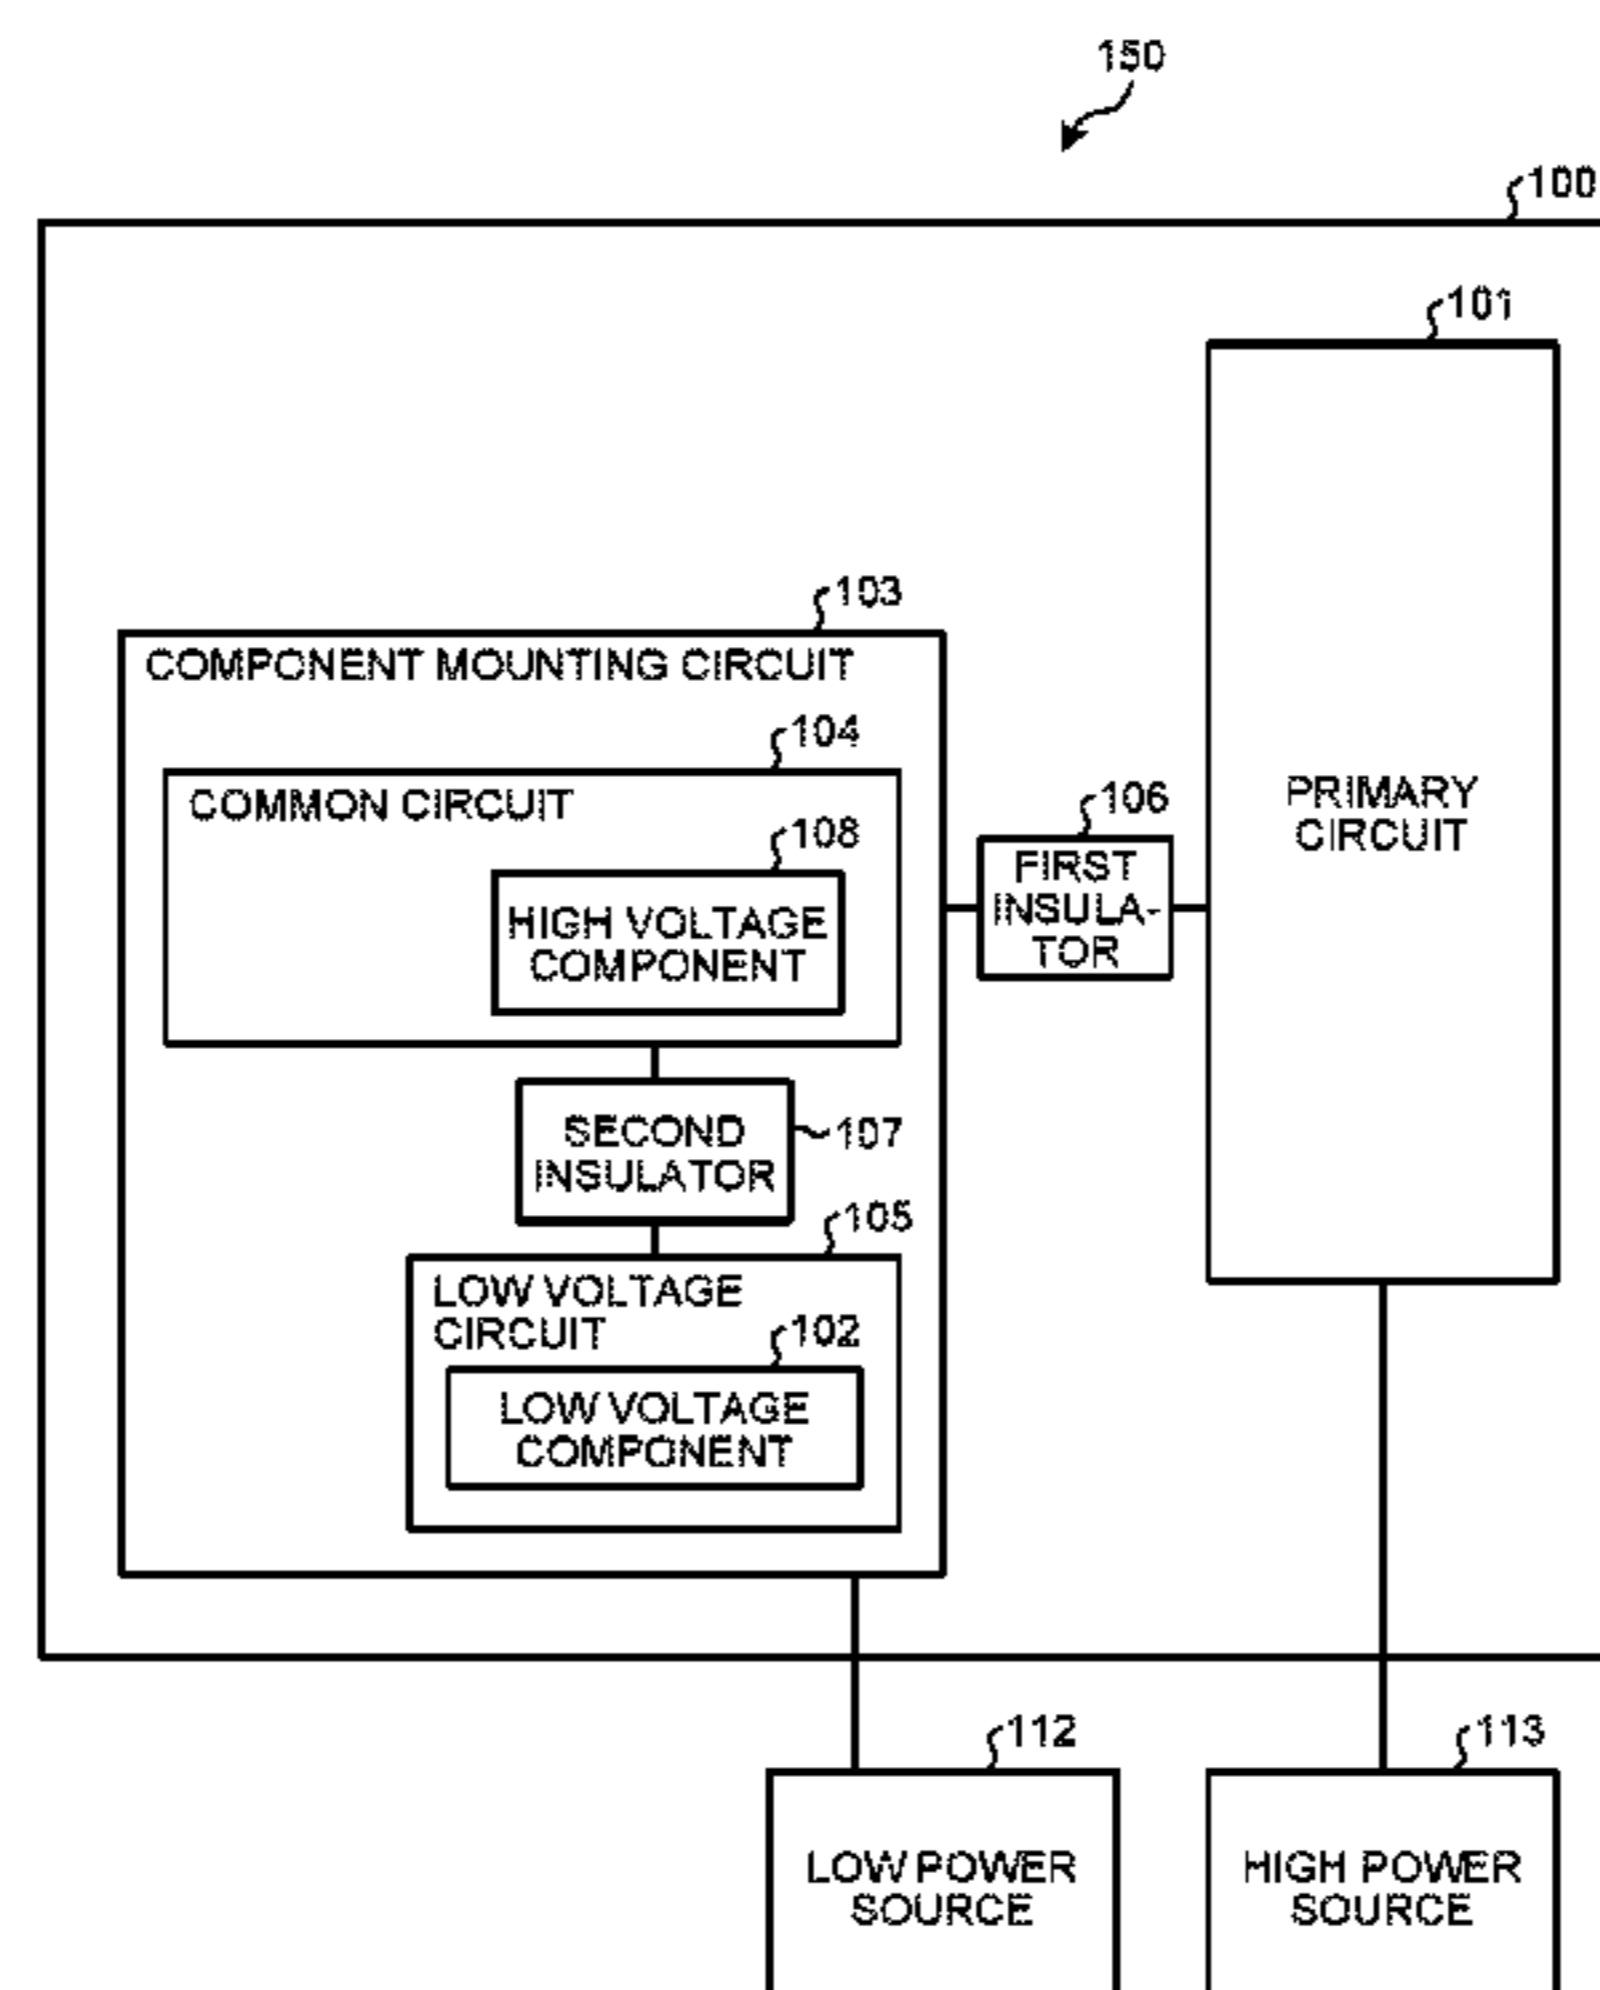 150
100
101
PRIMARY
CIRCUIT
103
COMPONENT MOUNTING CIRCUIT
104
COMMON CIRCUIT
108
HIGH VOLTAGE
COMPONENT
106
FIRST
INSULA-
TOR
SECOND
INSULATOR
107
105
LOW VOLTAGE
CIRCUIT
102
LOW VOLTAGE
COMPONENT
112
LOW POWER
SOURCE
113
HIGH POWER
SOURCE